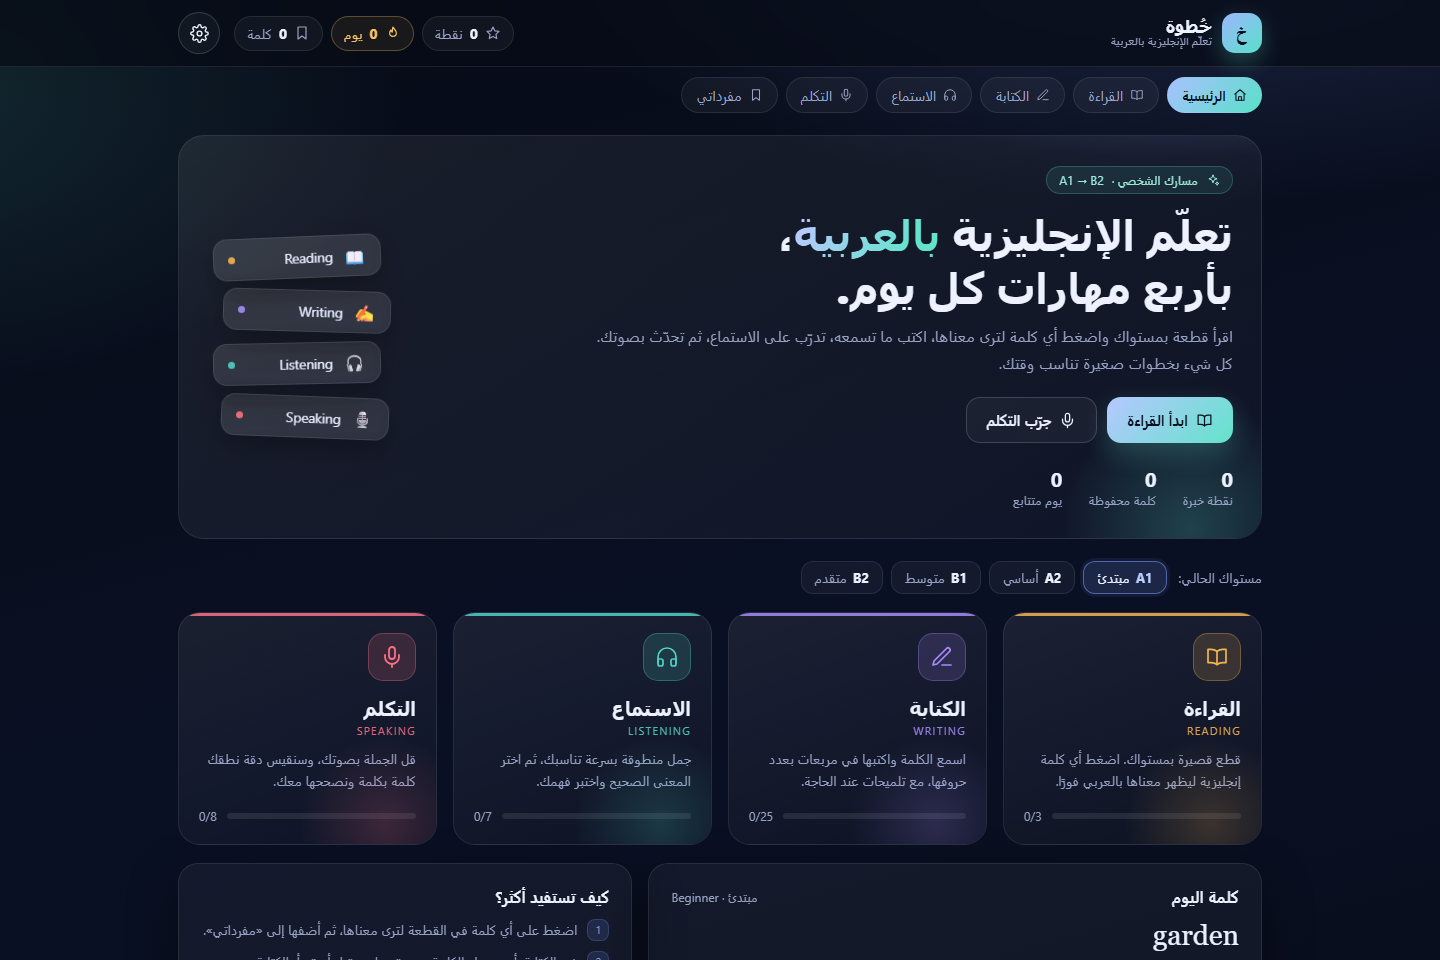 خ
خُطوة
تعلّم الإنجليزية بالعربية
0 نقطة
0 يوم
0 كلمة
الرئيسية
القراءة
الكتابة
الاستماع
التكلم
مفرداتي
مسارك الشخصي · A1 → B2
تعلّم الإنجليزية بالعربية،
بأربع مهارات كل يوم.
اقرأ قطعة بمستواك واضغط أي كلمة لترى معناها، اكتب ما تسمعه، تدرّب على الاستماع، ثم تحدّث بصوتك.
كل شيء بخطوات صغيرة تناسب وقتك.
ابدأ القراءة
جرّب التكلم
0
نقطة خبرة
0
كلمة محفوظة
0
يوم متتابع
Reading
Writing
Listening
Speaking
مستواك الحالي:
A1 مبتدئ
A2 أساسي
B1 متوسط
B2 متقدم
القراءة
READING
قطع قصيرة بمستواك. اضغط أي كلمة
إنجليزية ليظهر معناها بالعربي فورًا.
0/3
الكتابة
WRITING
اسمع الكلمة واكتبها في مربعات بعدد
حروفها، مع تلميحات عند الحاجة.
0/25
الاستماع
LISTENING
جمل منطوقة بسرعة تناسبك، ثم اختر
المعنى الصحيح واختبر فهمك.
0/7
التكلم
SPEAKING
قل الجملة بصوتك، وسنقيس دقة نطقك
كلمة بكلمة ونصححها معك.
0/8
كلمة اليوم
مبتدئ · Beginner
garden
كيف تستفيد أكثر؟
1 اضغط على أي كلمة في القطعة لترى معناها، ثم أضفها إلى «مفرداتي».